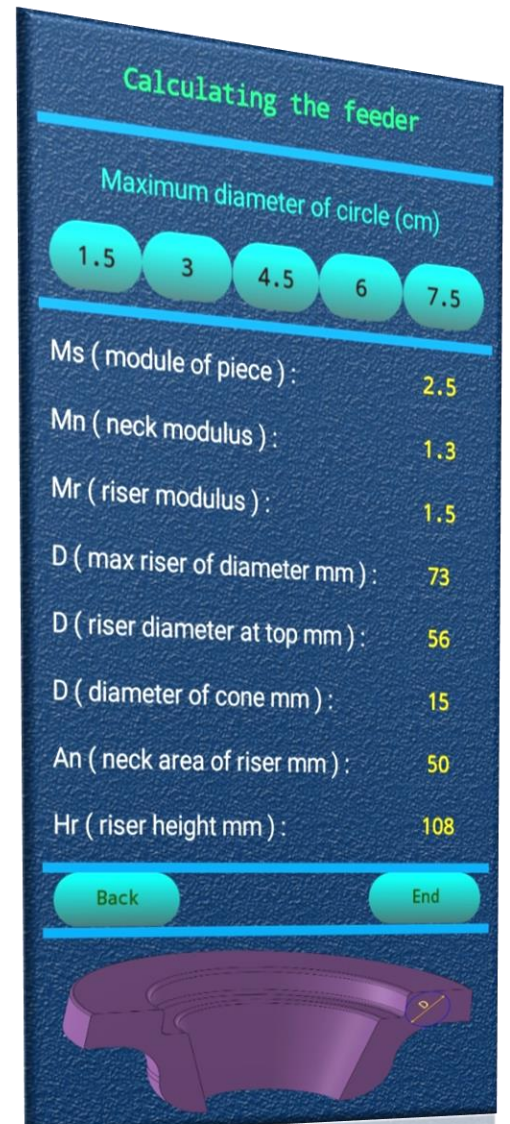 Calculating the feeder
Maximum diameter of circle (cm)
1.5 3 4.5 6 7.5
Ms ( module of piece ) : 2.5
Mn ( neck modulus ) : 1.3
Mr ( riser modulus ) : 1.5
D ( max riser of diameter mm ) : 73
D ( riser diameter at top mm ) : 56
D ( diameter of cone mm ) : 15
An ( neck area of riser mm ) : 50
Hr ( riser height mm ) : 108
Back End
D